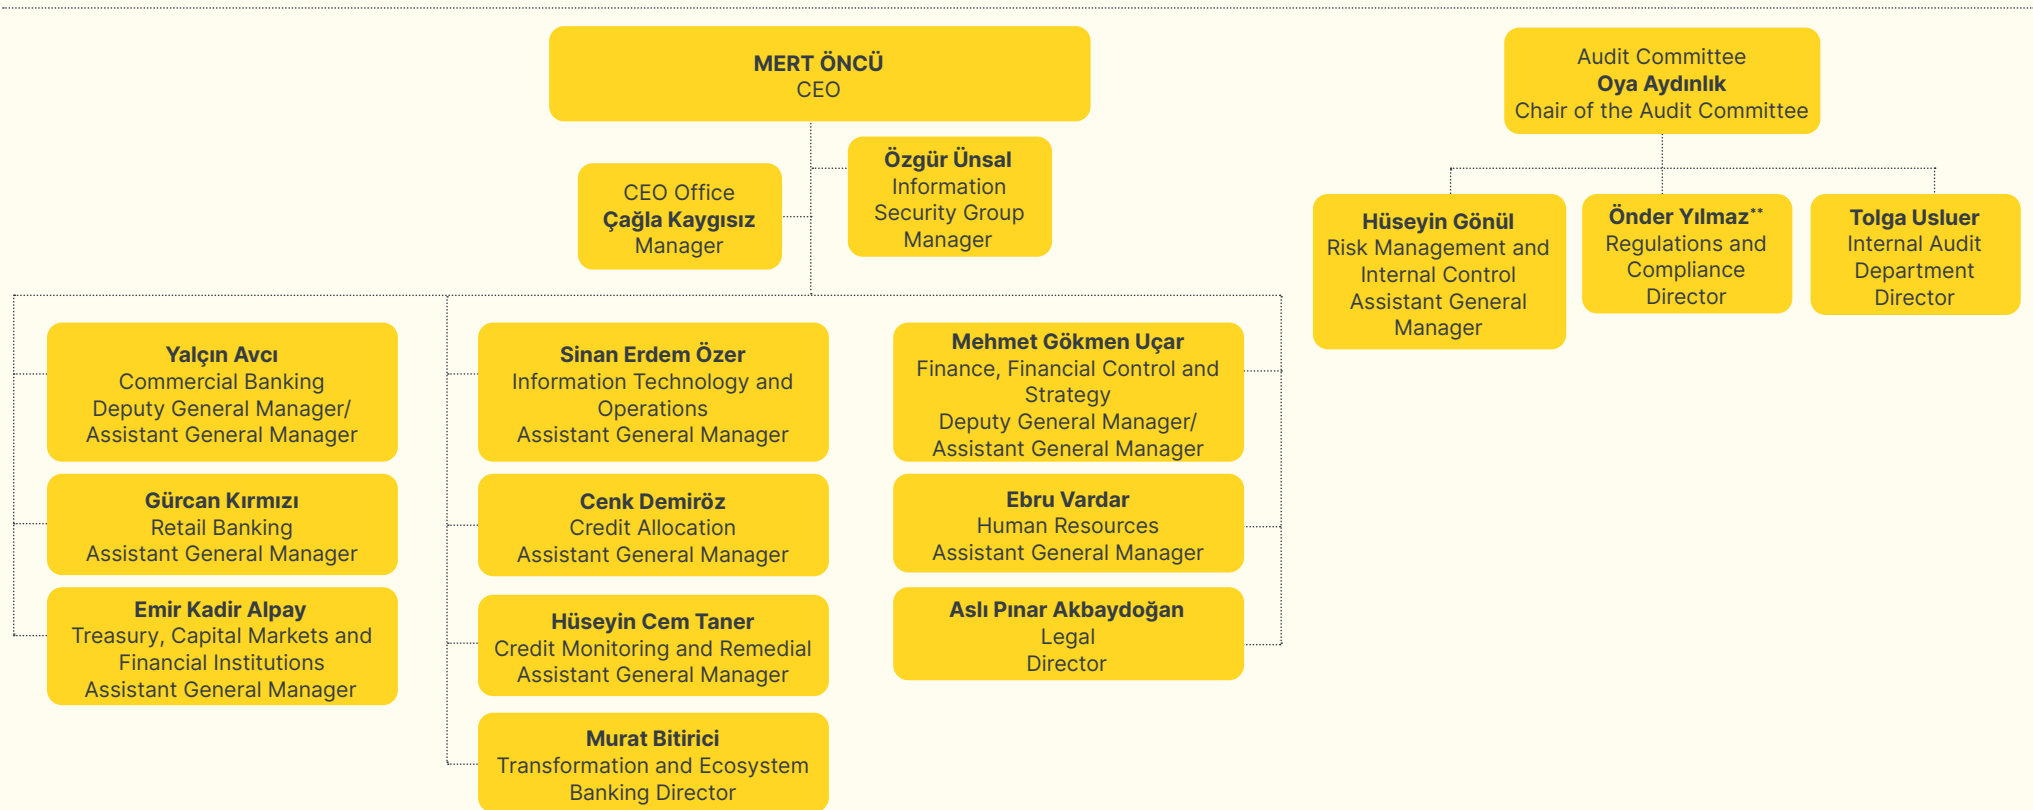 MERT ÖNCÜ
CEO
CEO Office
Çağla Kaygısız
Manager
Özgür Ünsal
Information
Security Group
Manager
Yalçın Avcı
Commercial Banking
Deputy General Manager/
Assistant General Manager
Gürcan Kırmızı
Retail Banking
Assistant General Manager
Emir Kadir Alpay
Treasury, Capital Markets and
Financial Institutions
Assistant General Manager
Sinan Erdem Özer
Information Technology and
Operations
Assistant General Manager
Cenk Demiröz
Credit Allocation
Assistant General Manager
Hüseyin Cem Taner
Credit Monitoring and Remedial
Assistant General Manager
Murat Bitirici
Transformation and Ecosystem
Banking Director
Mehmet Gökmen Uçar
Finance, Financial Control and
Strategy
Deputy General Manager/
Assistant General Manager
Ebru Vardar
Human Resources
Assistant General Manager
Aslı Pınar Akbaydoğan
Legal
Director
Audit Committee
Oya Aydınlık
Chair of the Audit Committee
Hüseyin Gönül
Risk Management and
Internal Control
Assistant General
Manager
Önder Yılmaz**
Regulations and
Compliance
Director
Tolga Usluer
Internal Audit
Department
Director